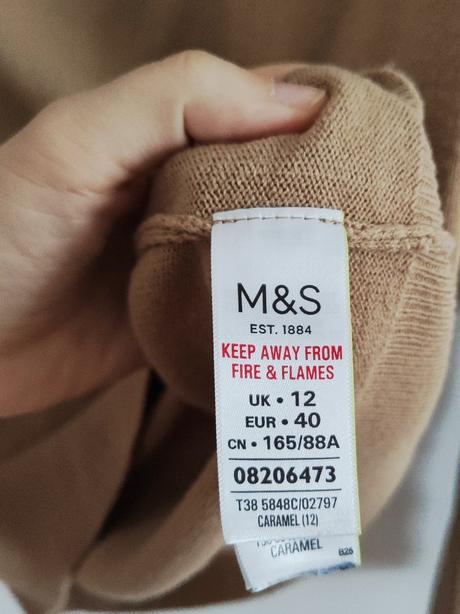 M&S
EST. 1884
KEEP AWAY FROM
FIRE & FLAMES
UK • 12
EUR • 40
CN • 165/88A
08206473
T38 5848C/02797
CARAMEL (12)
CARAMEL
B26